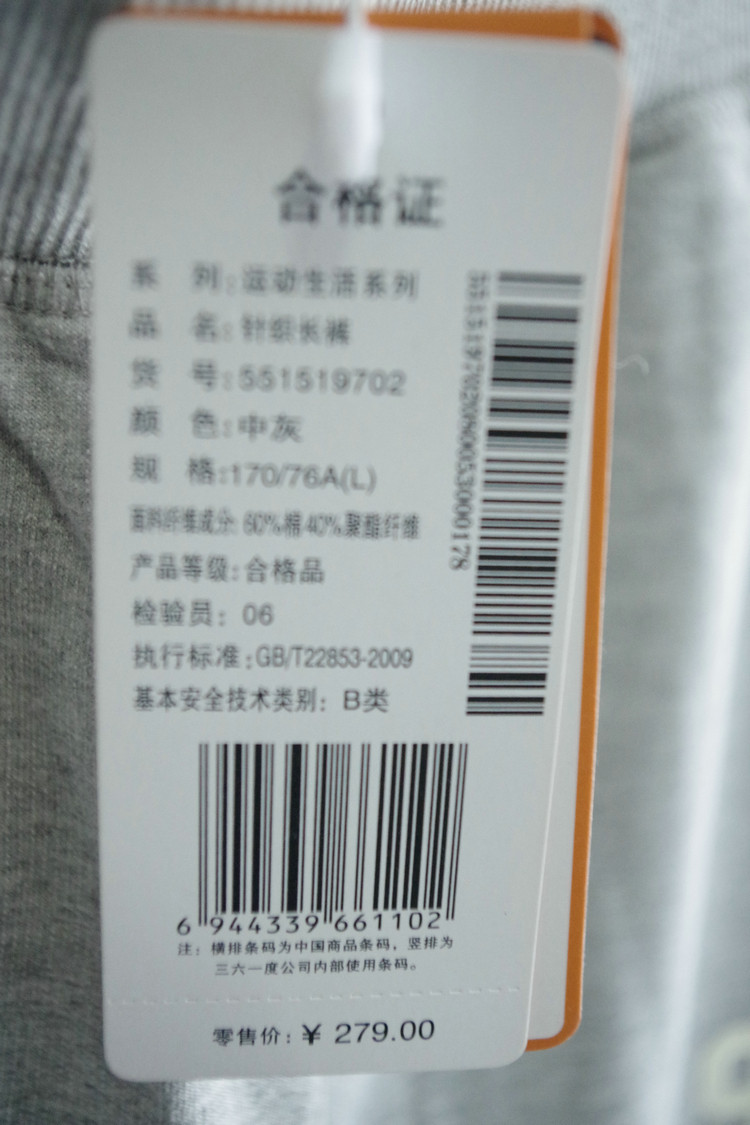 合格证
系 列:运动生活系列
品 名:针织长裤
货 号:551519702
颜 色:中灰
规 格:170/76A(L)
面料纤维成分:60%棉40%聚酯纤维
产品等级:合格品
检验员: 06
执行标准:GB/T22853-2009
基本安全技术类别: B类
6 944339 661102
注: 横排条码为中国商品条码，竖排为
三六一度公司内部使用条码。
零售价: ¥ 279.00